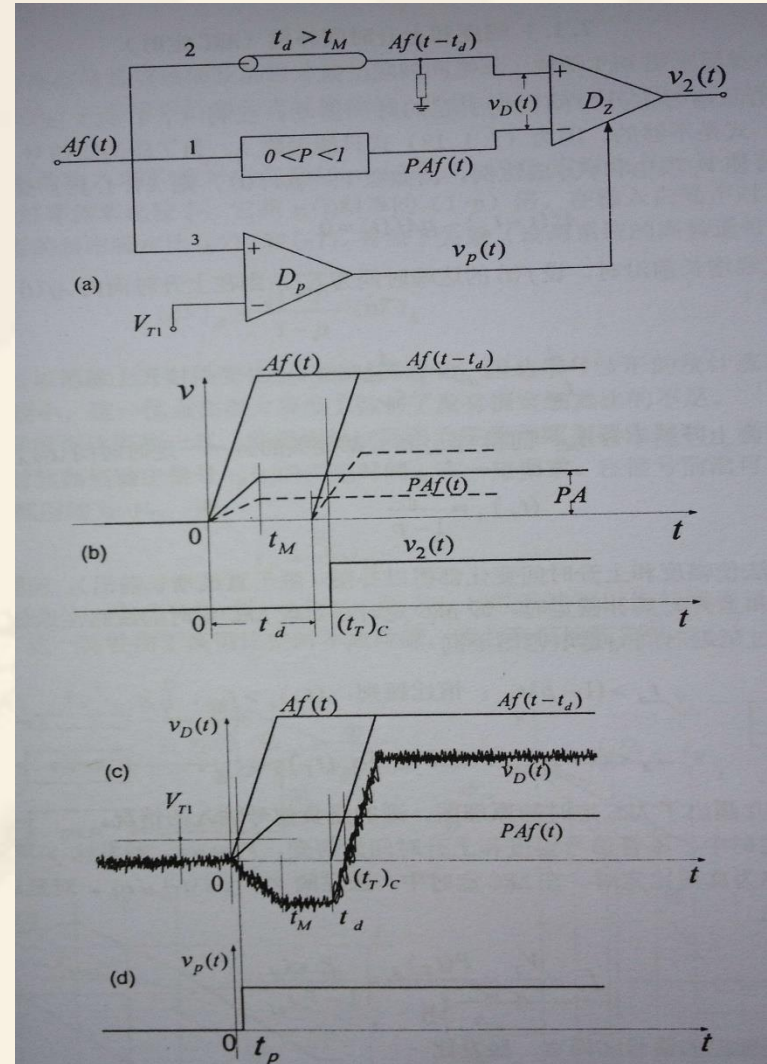 t_d > t_M
2
Af(t-t_d)
+
v_D(t)
D_Z
v_2(t)
−
Af(t)
1
0<P<1
PAf(t)
3
+
D_p
−
v_p(t)
V_T1
(a)
v
Af(t)
Af(t-t_d)
PAf(t)
PA
0
t_M
t
(b)
v_2(t)
0
t_d
(t_T)_C
t
v_D(t)
Af(t)
Af(t-t_d)
(c)
v_D(t)
V_T1
PAf(t)
0
(t_T)_C
t_M
t_d
t
v_p(t)
(d)
0
t_p
t